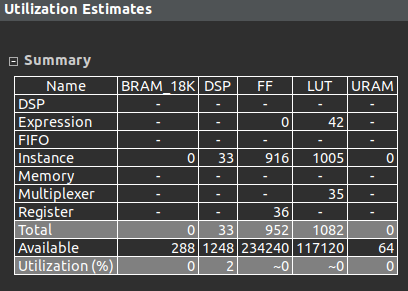 Utilization Estimates
Summary
Name BRAM_18K DSP FF LUT URAM
DSP - - - - -
Expression - - 0 42 -
FIFO - - - - -
Instance 0 33 916 1005 0
Memory - - - - -
Multiplexer - - - 35 -
Register - - 36 - -
Total 0 33 952 1082 0
Available 288 1248 234240 117120 64
Utilization (%) 0 2 ~0 ~0 0